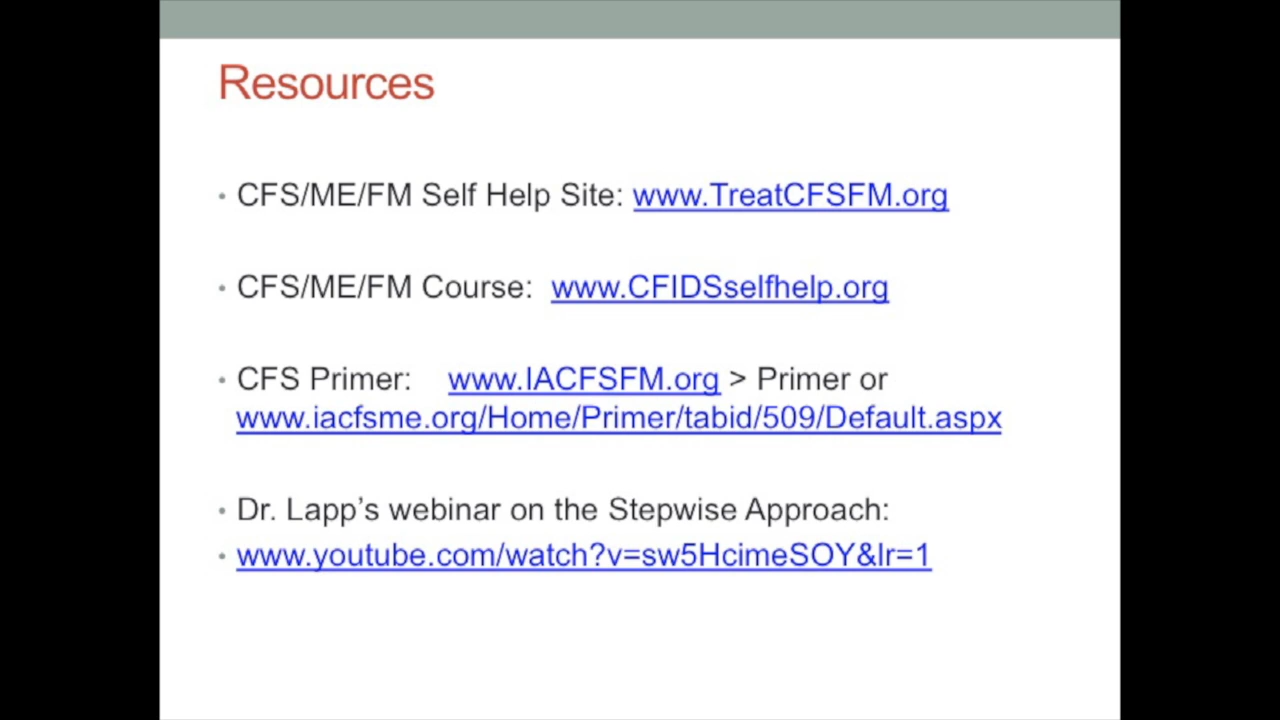 Resources
• CFS/ME/FM Self Help Site: www.TreatCFSFM.org
• CFS/ME/FM Course: www.CFIDSselfhelp.org
• CFS Primer: www.IACFSFM.org > Primer or
www.iacfsme.org/Home/Primer/tabid/509/Default.aspx
• Dr. Lapp’s webinar on the Stepwise Approach:
• www.youtube.com/watch?v=sw5HcimeSOY&lr=1